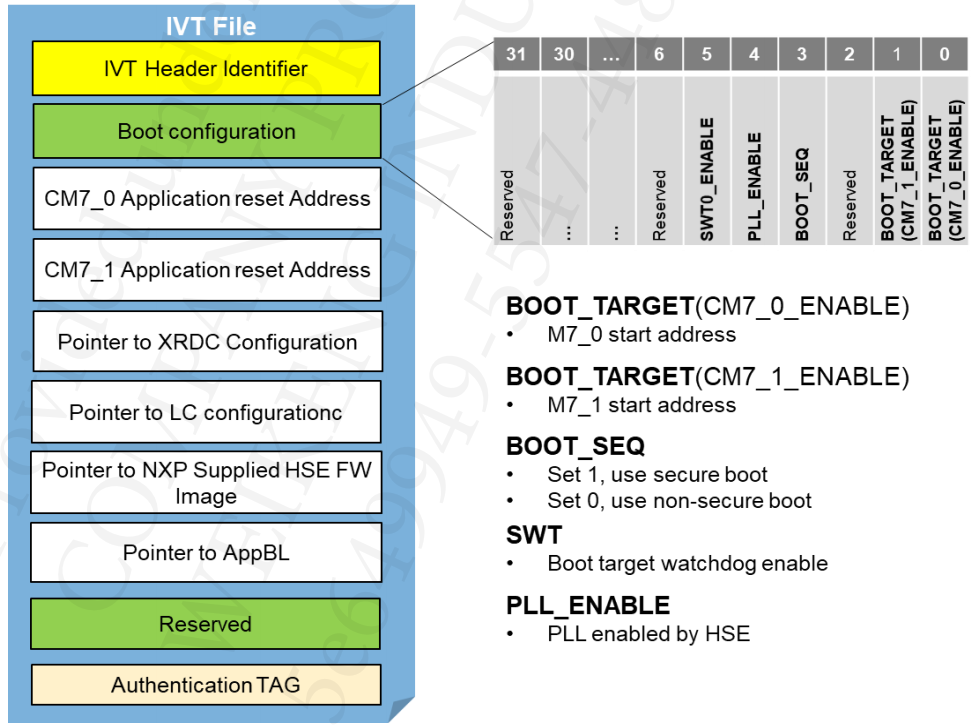 IVT File
IVT Header Identifier
Boot configuration
CM7_0 Application reset Address
CM7_1 Application reset Address
Pointer to XRDC Configuration
Pointer to LC configurationc
Pointer to NXP Supplied HSE FW
Image
Pointer to AppBL
Reserved
Authentication TAG
31 30 ... 6 5 4 3 2 1 0
Reserved
...
...
Reserved
SWT0_ENABLE
PLL_ENABLE
BOOT_SEQ
Reserved
BOOT_TARGET
(CM7_1_ENABLE)
BOOT_TARGET
(CM7_0_ENABLE)
BOOT_TARGET(CM7_0_ENABLE)
• M7_0 start address
BOOT_TARGET(CM7_1_ENABLE)
• M7_1 start address
BOOT_SEQ
• Set 1, use secure boot
• Set 0, use non-secure boot
SWT
• Boot target watchdog enable
PLL_ENABLE
• PLL enabled by HSE